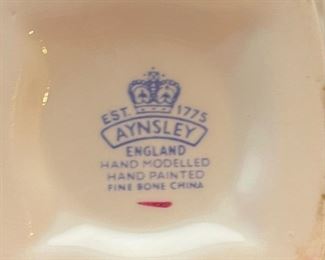 EST. 1775
AYNSLEY
ENGLAND
HAND MODELLED
HAND PAINTED
FINE BONE CHINA